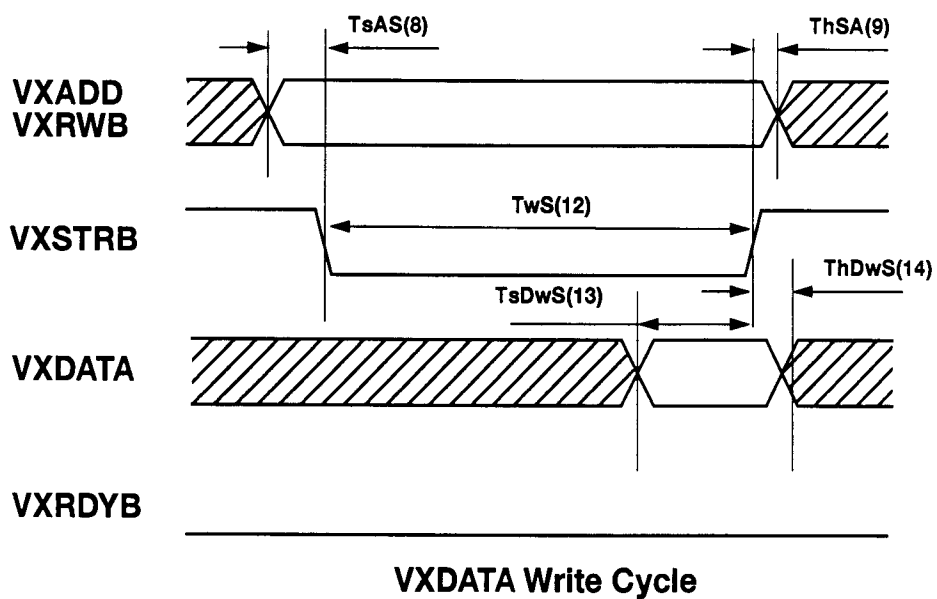 TsAS(8)
ThSA(9)
VXADD
VXRWB
TwS(12)
VXSTRB
ThDwS(14)
TsDwS(13)
VXDATA
VXRDYB
VXDATA Write Cycle